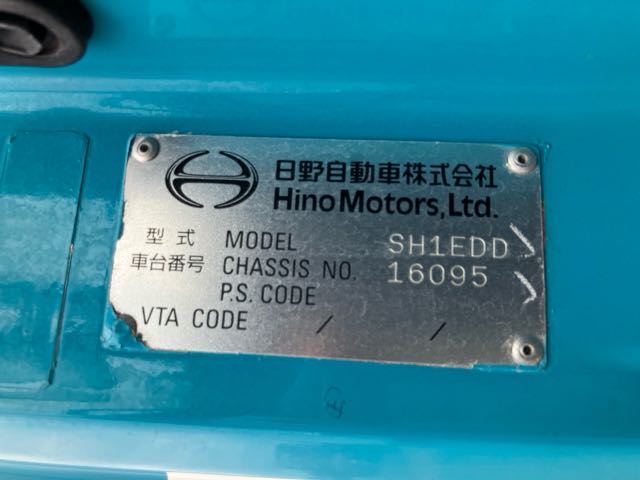 日野自動車株式会社
Hino Motors, Ltd.
型式 MODEL SH1EDD
車台番号 CHASSIS NO. 16095
P.S. CODE
VTA CODE / /